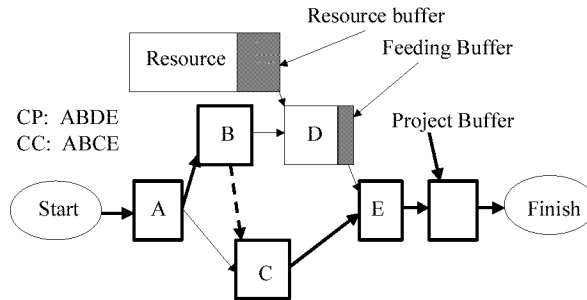 Resource buffer
Resource
Feeding Buffer
CP: ABDE
CC: ABCE
B
D
Project Buffer
Start
A
E
Finish
C